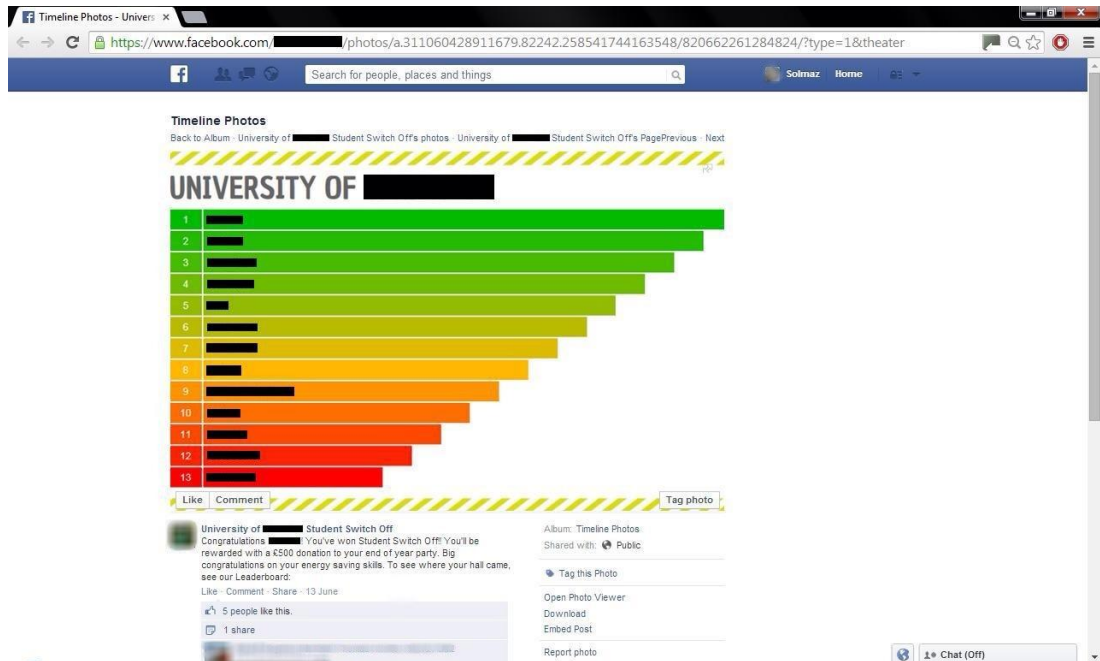 Timeline Photos - Univers
https://www.facebook.com/ /photos/a.311060428911679.82242.258541744163548/820662261284824/?type=1&theater
Search for people, places and things
Solmaz Home
Timeline Photos
Back to Album · University of Student Switch Off's photos · University of Student Switch Off's PagePrevious · Next
UNIVERSITY OF
1
2
3
4
5
6
7
8
9
10
11
12
13
Like Comment Tag photo
University of Student Switch Off
Congratulations ! You've won Student Switch Off! You'll be
rewarded with a £500 donation to your end of year party. Big
congratulations on your energy saving skills. To see where your hall came,
see our Leaderboard:
Like · Comment · Share · 13 June
5 people like this.
1 share
Album: Timeline Photos
Shared with: Public
Tag this Photo
Open Photo Viewer
Download
Embed Post
Report photo
Chat (Off)